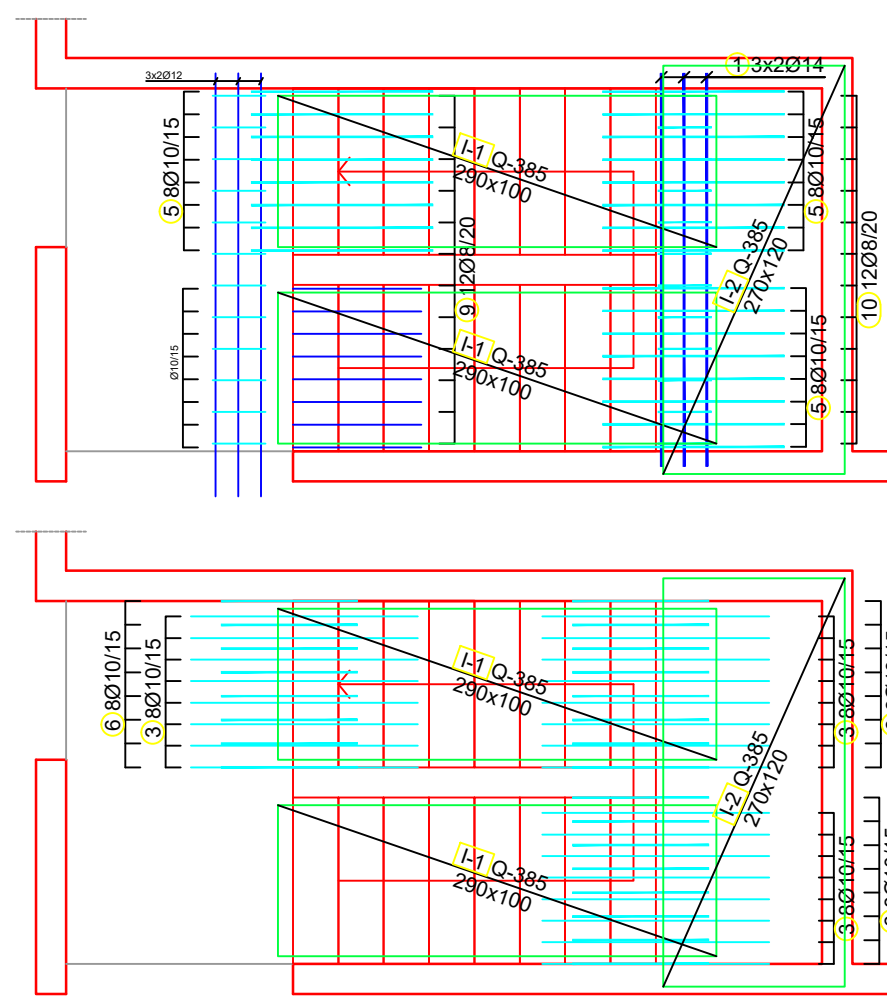 3x2Ø12
1 3x2Ø14
5 8Ø10/15
I-1 Q-385
290x100
5 8Ø10/15
9 12Ø8/20
I-2 Q-385
270x120
10 12Ø8/20
Ø10/15
I-1 Q-385
290x100
5 8Ø10/15
6 8Ø10/15
3 8Ø10/15
I-1 Q-385
290x100
3 8Ø10/15
I-2 Q-385
270x120
I-1 Q-385
290x100
3 8Ø10/15